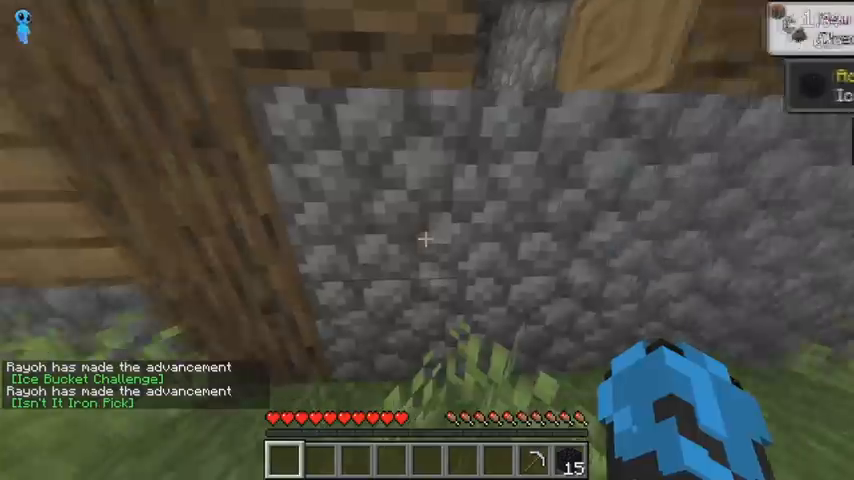 Rayoh has made the advancement
[Ice Bucket Challenge]
Rayoh has made the advancement
[Isn't It Iron Pick]
15